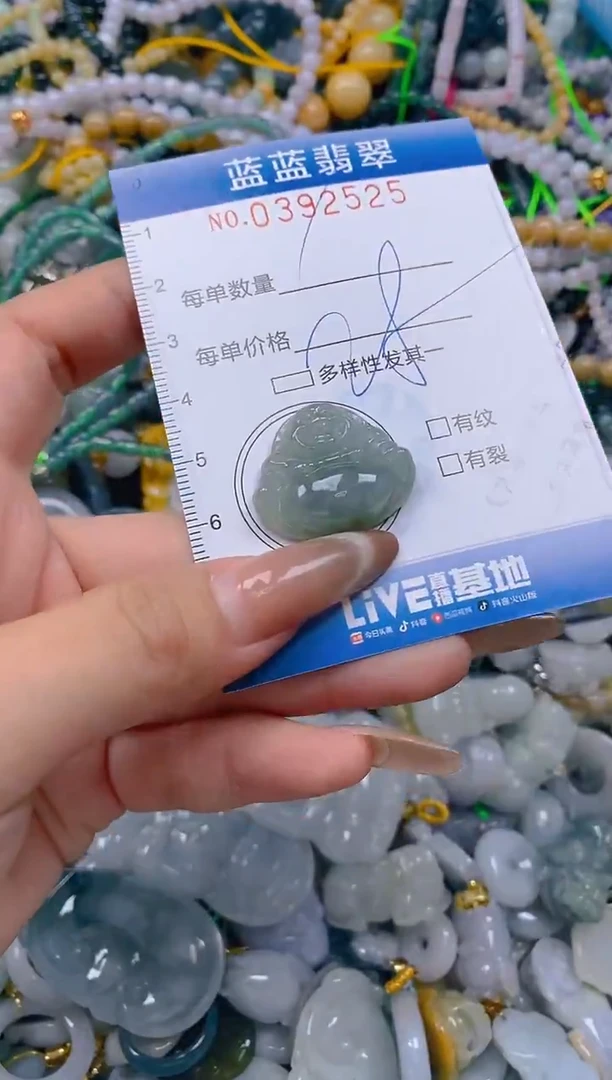 蓝蓝翡翠
NO.0392525
1
2
每单数量
3
每单价格
多样性发其
4
有纹
5
有裂
6
LiVE直播基地
今日头条 抖音 西瓜视频 抖音火山版